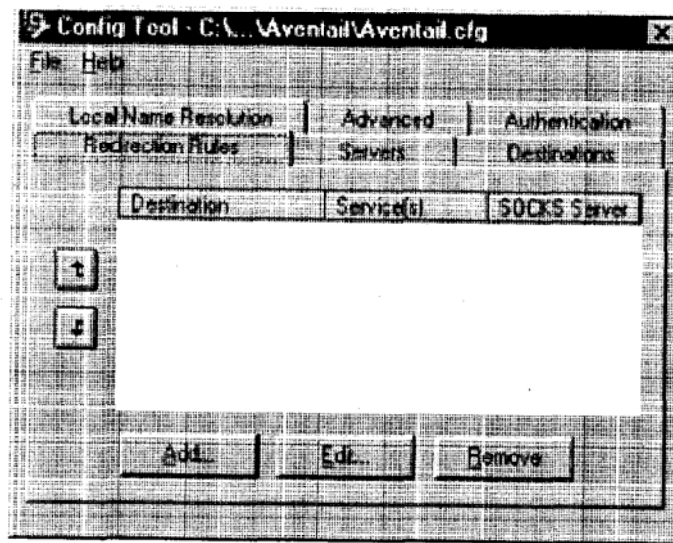 Config Tool - C:\...\Aventail\Aventail.cfg
File Help
Local Name Resolution Advanced Authentication
Redirection Rules Servers Destinations
Destination Service(s) SOCKS Server
Add... Edit... Remove